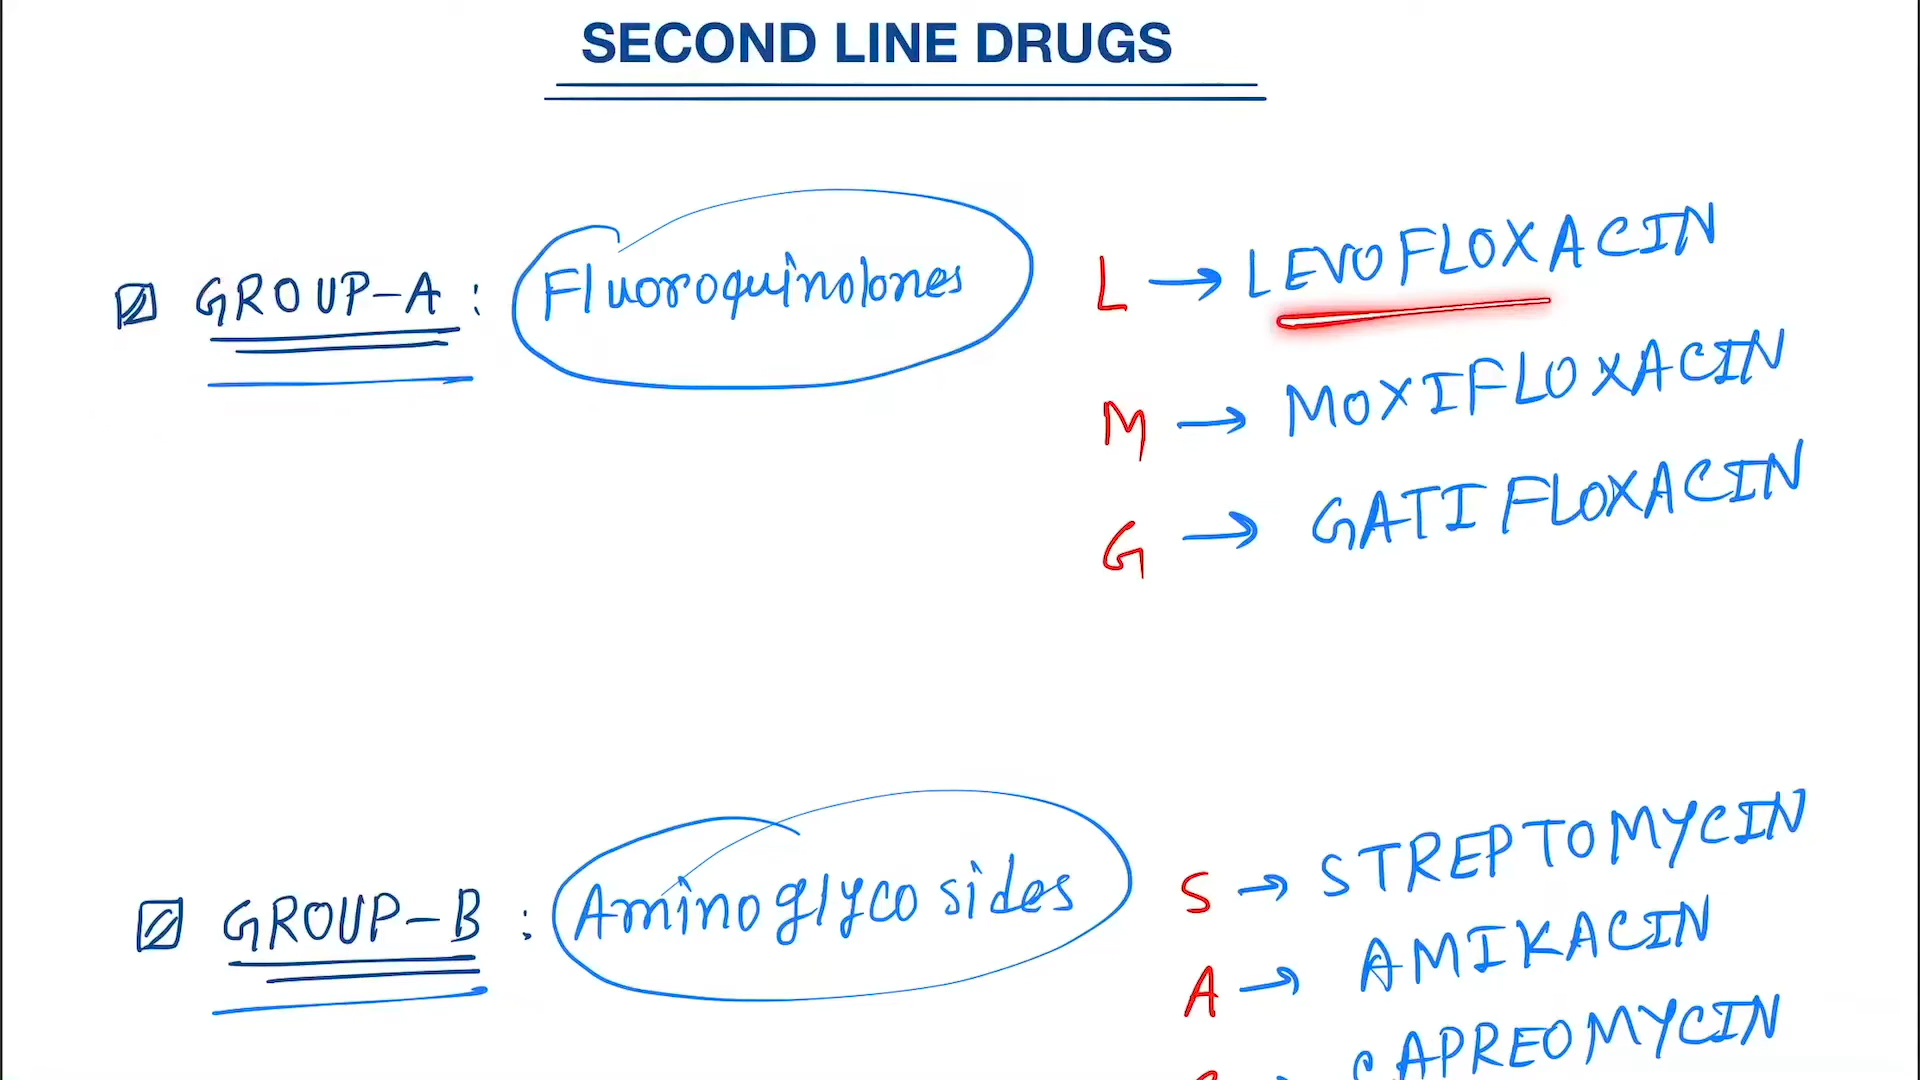 SECOND LINE DRUGS
GROUP-A : Fluoroquinolones
L → LEVOFLOXACIN
M → MOXIFLOXACIN
G → GATIFLOXACIN
GROUP-B : Aminoglycosides
S → STREPTOMYCIN
A → AMIKACIN
CAPREOMYCIN